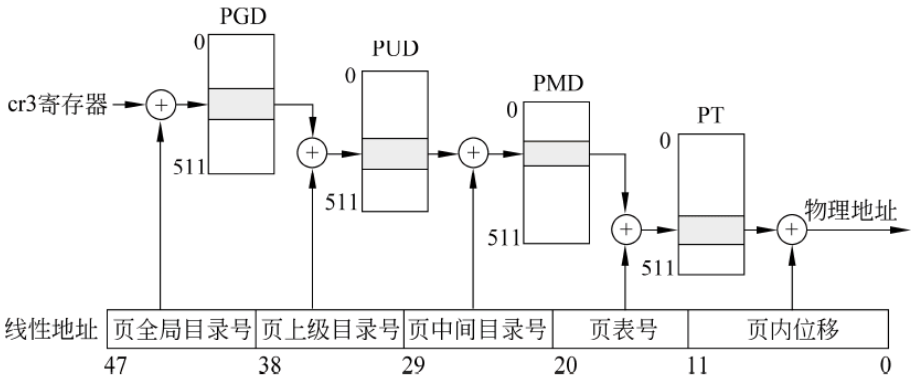 PGD
0
511
PUD
0
511
PMD
0
511
PT
0
511
cr3寄存器
物理地址
线性地址 页全局目录号 页上级目录号 页中间目录号 页表号 页内位移
47 38 29 20 11 0